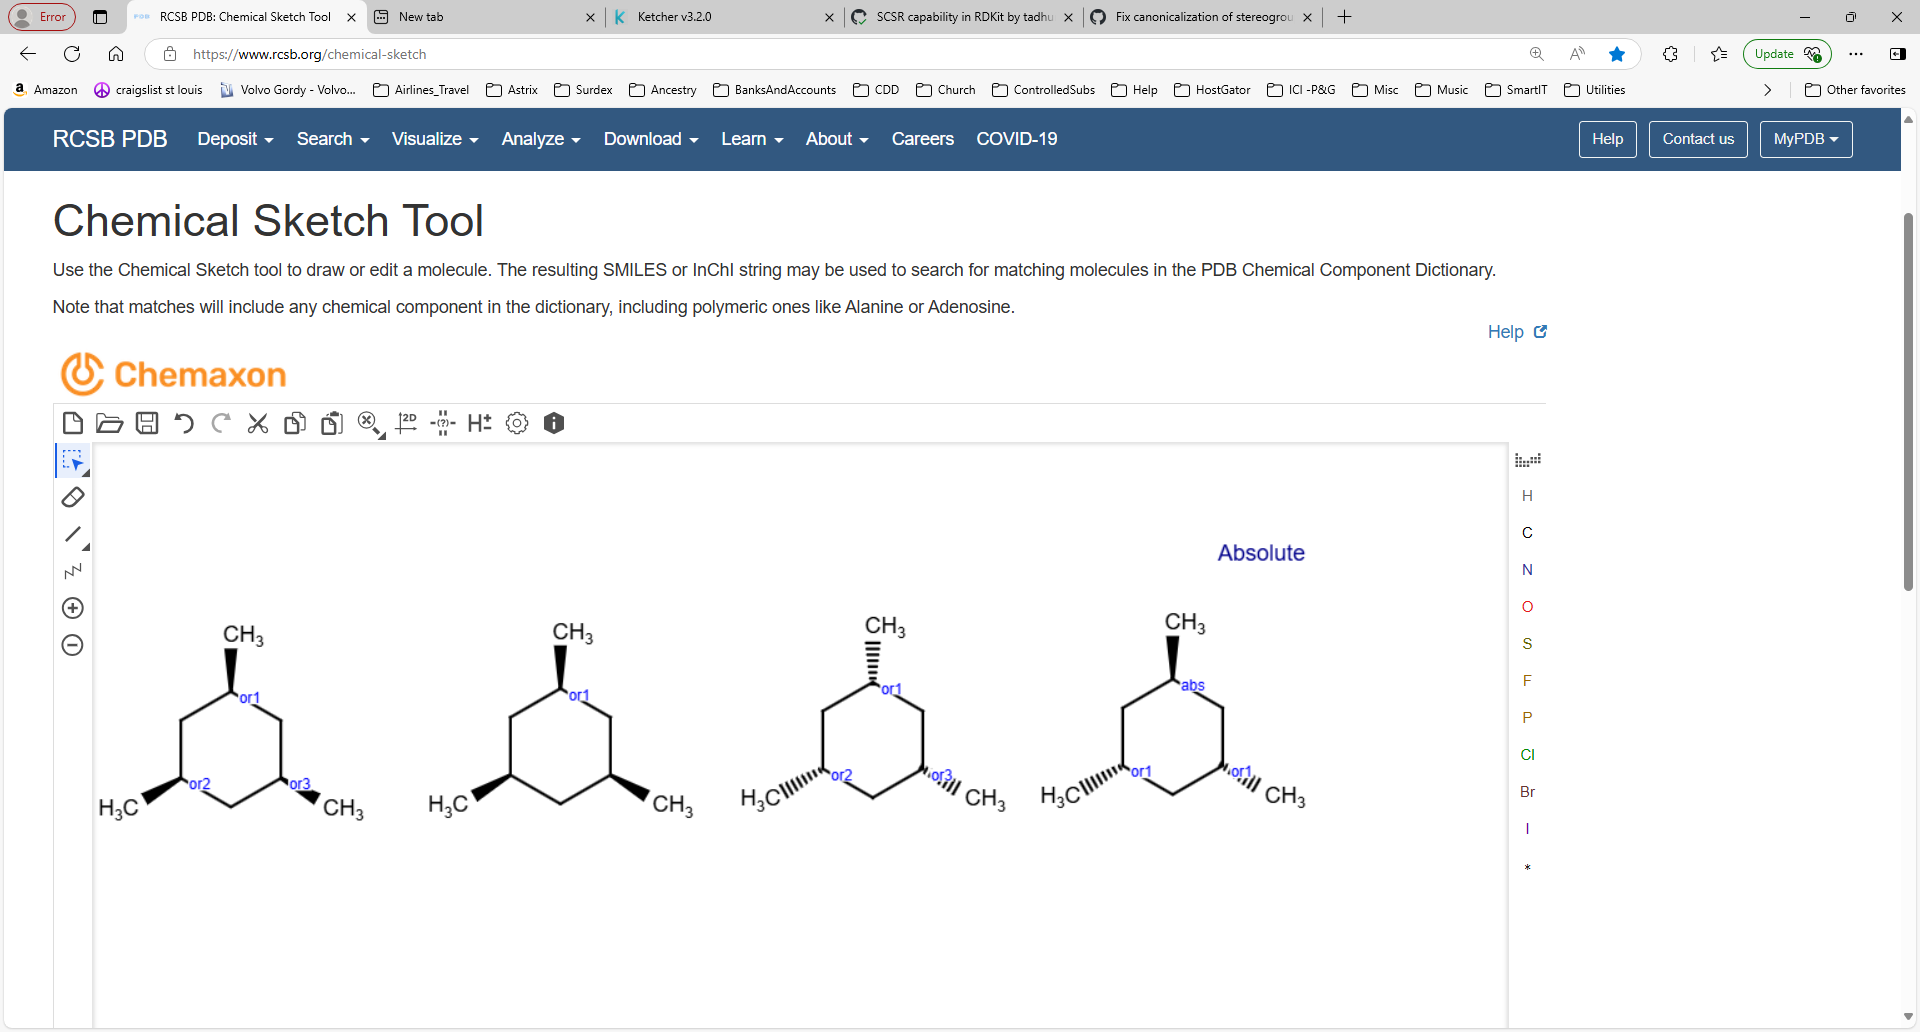 Error
RCSB PDB: Chemical Sketch Tool
New tab
Ketcher v3.2.0
SCSR capability in RDKit by tadhu
Fix canonicalization of stereogrou
https://www.rcsb.org/chemical-sketch
Update
Amazon
craigslist st louis
Volvo Gordy - Volvo...
Airlines_Travel
Astrix
Surdex
Ancestry
BanksAndAccounts
CDD
Church
ControlledSubs
Help
HostGator
ICI -P&G
Misc
Music
SmartIT
Utilities
Other favorites
RCSB PDB
Deposit
Search
Visualize
Analyze
Download
Learn
About
Careers
COVID-19
Help
Contact us
MyPDB
Chemical Sketch Tool
Use the Chemical Sketch tool to draw or edit a molecule. The resulting SMILES or InChI string may be used to search for matching molecules in the PDB Chemical Component Dictionary.
Note that matches will include any chemical component in the dictionary, including polymeric ones like Alanine or Adenosine.
Help
Chemaxon
2D
(?)
H±
H
C
N
O
S
F
P
Cl
Br
I
*
Absolute
CH3
or1
or2
or3
H3C
CH3
CH3
or1
H3C
CH3
CH3
or1
or2
or3
H3C
CH3
CH3
abs
or1
or1
H3C
CH3